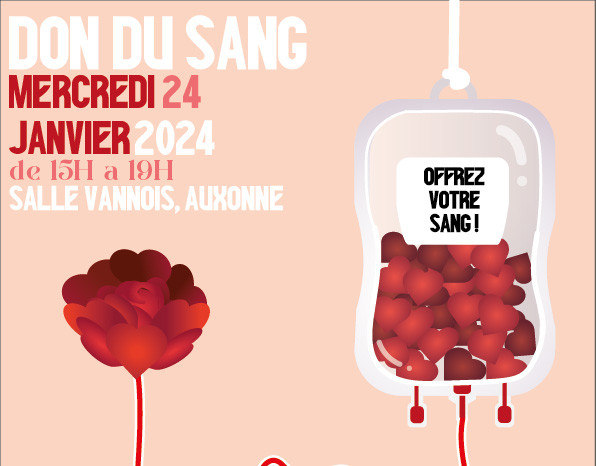 DON DU SANG
MERCREDI 24
JANVIER 2024
de 15H a 19H
SALLE VANNOIS, AUXONNE
OFFREZ
VOTRE
SANG !